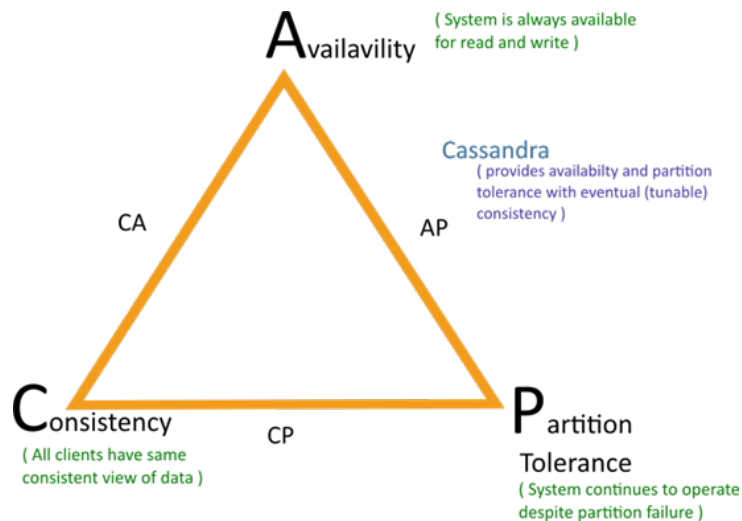 Availavility
( System is always available
for read and write )
Cassandra
( provides availabilty and partition
tolerance with eventual (tunable)
consistency )
CA
AP
Consistency
( All clients have same
consistent view of data )
CP
Partition
Tolerance
( System continues to operate
despite partition failure )